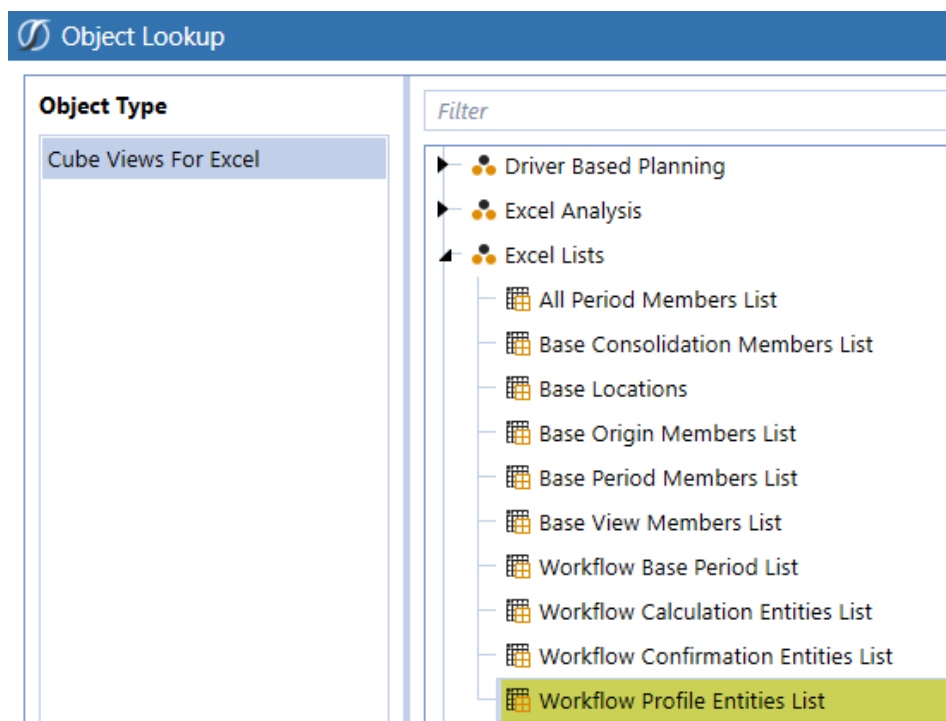 Object Lookup
Object Type
Cube Views For Excel
Filter
Driver Based Planning
Excel Analysis
Excel Lists
All Period Members List
Base Consolidation Members List
Base Locations
Base Origin Members List
Base Period Members List
Base View Members List
Workflow Base Period List
Workflow Calculation Entities List
Workflow Confirmation Entities List
Workflow Profile Entities List